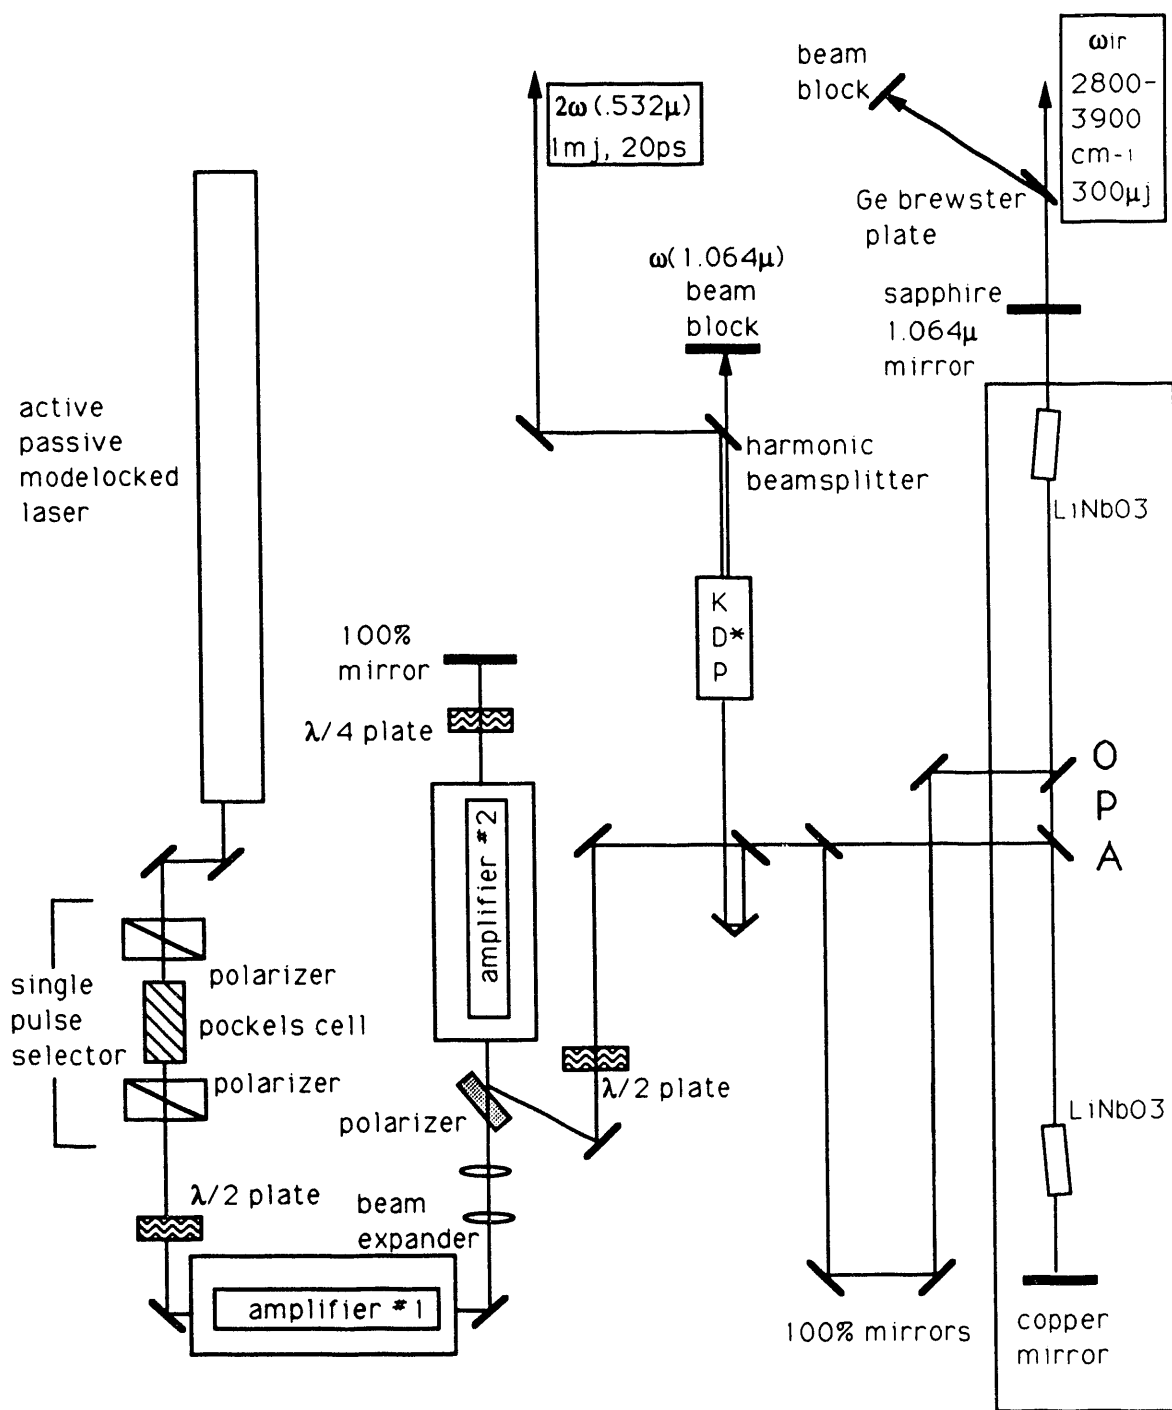 beam
block
ωir
2800-
3900
cm-1
300μj
2ω(.532μ)
1mj, 20ps
Ge brewster
plate
ω(1.064μ)
beam
block
sapphire
1.064μ
mirror
active
passive
modelocked
laser
harmonic
beamsplitter
LiNbO3
K
D*
P
100%
mirror
λ/4 plate
O
P
A
amplifier #2
single
pulse
selector
polarizer
pockels cell
polarizer
λ/2 plate
polarizer
LiNbO3
λ/2 plate
beam
expander
amplifier #1
100% mirrors
copper
mirror